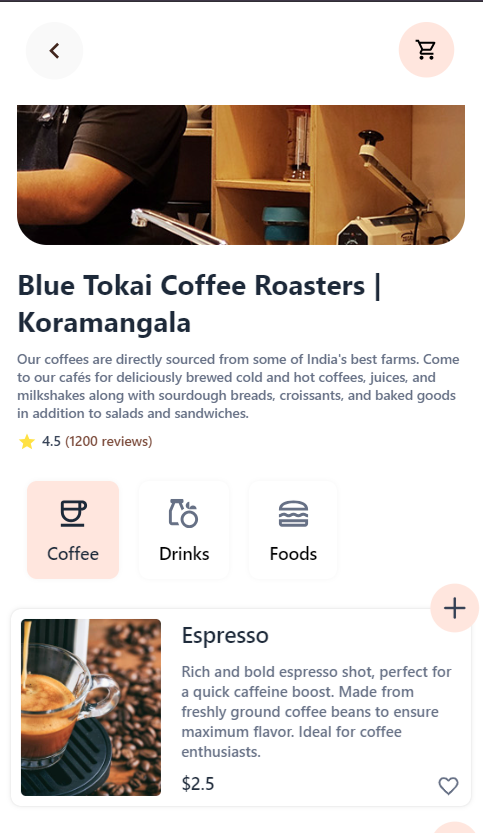 Blue Tokai Coffee Roasters |
Koramangala
Our coffees are directly sourced from some of India's best farms. Come
to our cafés for deliciously brewed cold and hot coffees, juices, and
milkshakes along with sourdough breads, croissants, and baked goods
in addition to salads and sandwiches.
4.5 (1200 reviews)
Coffee
Drinks
Foods
Espresso
Rich and bold espresso shot, perfect for
a quick caffeine boost. Made from
freshly ground coffee beans to ensure
maximum flavor. Ideal for coffee
enthusiasts.
$2.5